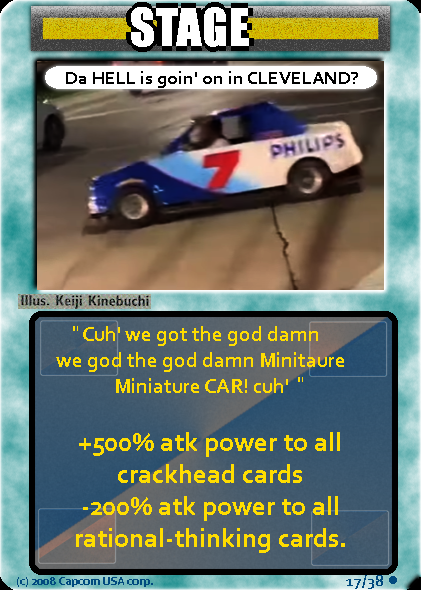 STAGE
Da HELL is goin' on in CLEVELAND?
7 PHILIPS
Illus. Keiji Kinebuchi
" Cuh' we got the god damn
we god the god damn Minitaure
Miniature CAR! cuh' "
+500% atk power to all
crackhead cards
-200% atk power to all
rational-thinking cards.
(c) 2008 Capcom USA corp.
17/38 ●